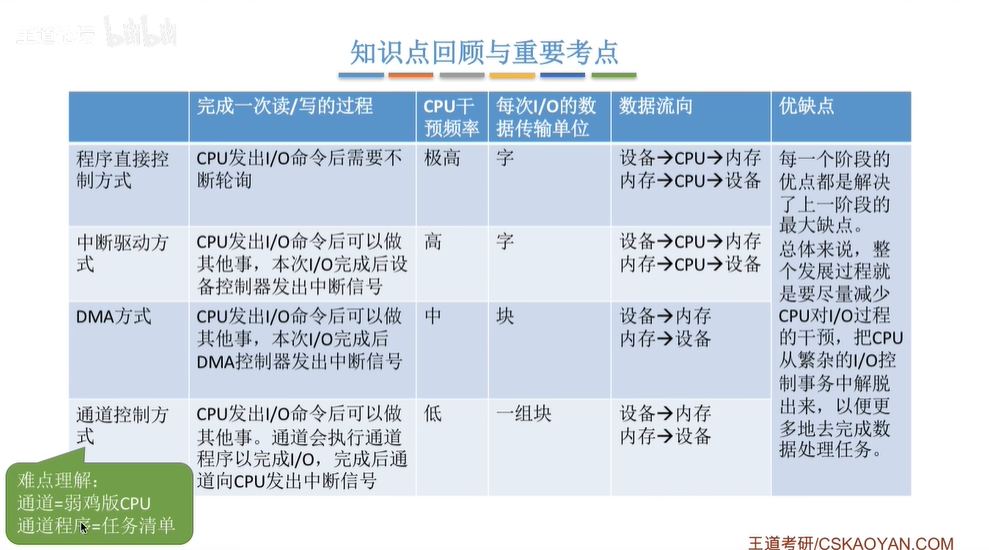 知识点回顾与重要考点
完成一次读/写的过程
CPU干
预频率
每次I/O的数
据传输单位
数据流向
优缺点
程序直接控
制方式
CPU发出I/O命令后需要不
断轮询
极高
字
设备→CPU→内存
内存→CPU→设备
每一个阶段的
优点都是解决
了上一阶段的
最大缺点。
总体来说，整
个发展过程就
是要尽量减少
CPU对I/O过程
的干预，把CPU
从繁杂的I/O控
制事务中解脱
出来，以便更
多地去完成数
据处理任务。
中断驱动方
式
CPU发出I/O命令后可以做
其他事，本次I/O完成后设
备控制器发出中断信号
高
字
设备→CPU→内存
内存→CPU→设备
DMA方式
CPU发出I/O命令后可以做
其他事，本次I/O完成后
DMA控制器发出中断信号
中
块
设备→内存
内存→设备
通道控制方
式
CPU发出I/O命令后可以做
其他事。通道会执行通道
程序以完成I/O，完成后通
道向CPU发出中断信号
低
一组块
设备→内存
内存→设备
难点理解：
通道=弱鸡版CPU
通道程序=任务清单
王道考研/CSKAOYAN.COM